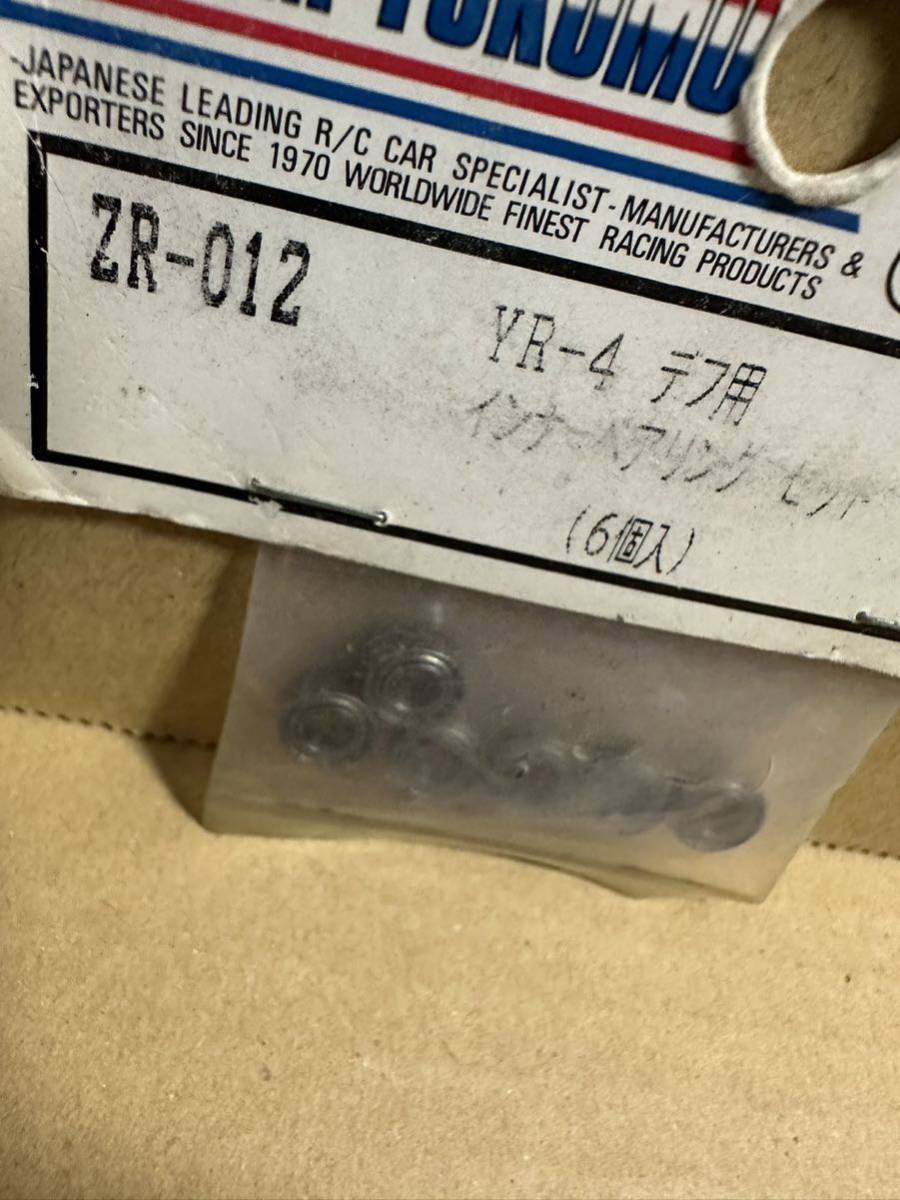 YOKOMO
-JAPANESE LEADING R/C CAR SPECIALIST-MANUFACTURERS &
EXPORTERS SINCE 1970 WORLDWIDE FINEST RACING PRODUCTS
ZR-012
YR-4 デフ用
インナーベアリング セット
(6個入)